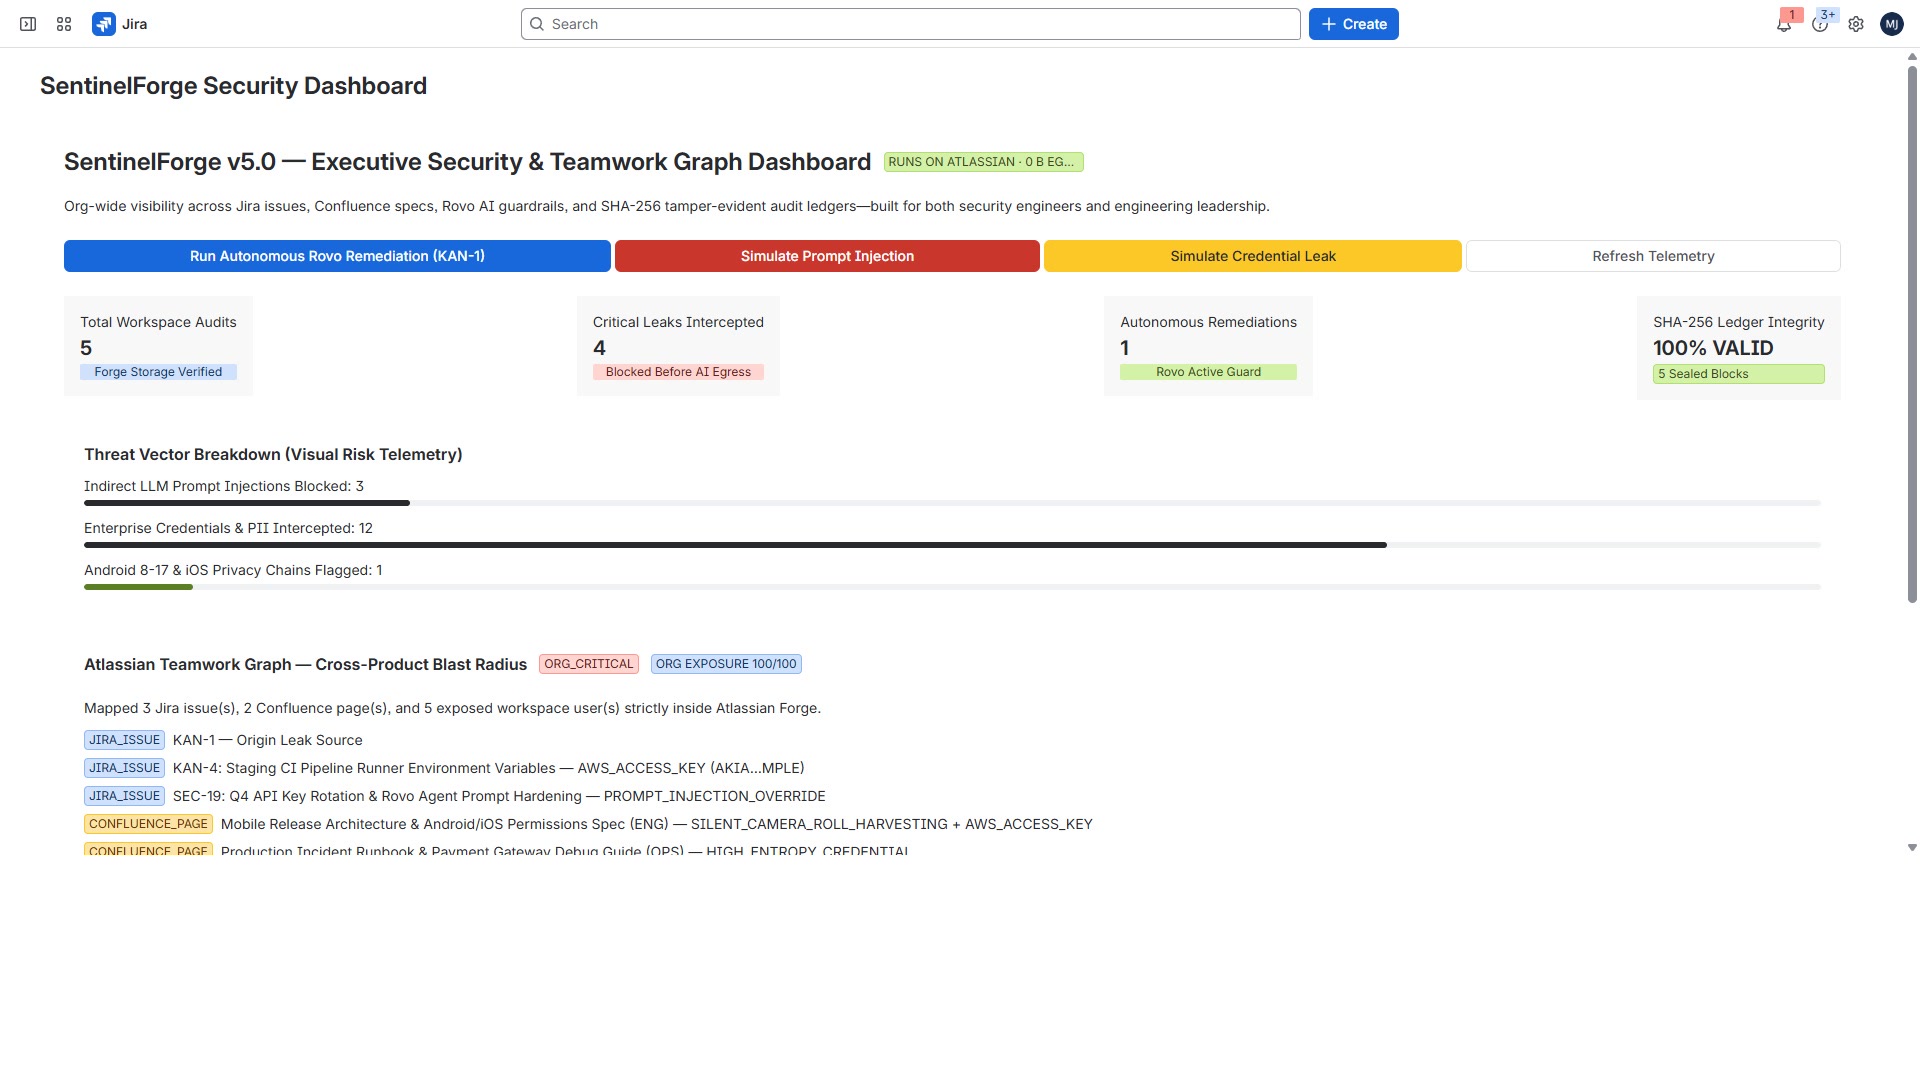 Jira
Search
Create
1
3+
MJ
SentinelForge Security Dashboard
SentinelForge v5.0 — Executive Security & Teamwork Graph Dashboard
RUNS ON ATLASSIAN · 0 B EG...
Org-wide visibility across Jira issues, Confluence specs, Rovo AI guardrails, and SHA-256 tamper-evident audit ledgers—built for both security engineers and engineering leadership.
Run Autonomous Rovo Remediation (KAN-1)
Simulate Prompt Injection
Simulate Credential Leak
Refresh Telemetry
Total Workspace Audits
5
Forge Storage Verified
Critical Leaks Intercepted
4
Blocked Before AI Egress
Autonomous Remediations
1
Rovo Active Guard
SHA-256 Ledger Integrity
100% VALID
5 Sealed Blocks
Threat Vector Breakdown (Visual Risk Telemetry)
Indirect LLM Prompt Injections Blocked: 3
Enterprise Credentials & PII Intercepted: 12
Android 8-17 & iOS Privacy Chains Flagged: 1
Atlassian Teamwork Graph — Cross-Product Blast Radius
ORG_CRITICAL
ORG EXPOSURE 100/100
Mapped 3 Jira issue(s), 2 Confluence page(s), and 5 exposed workspace user(s) strictly inside Atlassian Forge.
JIRA_ISSUE KAN-1 — Origin Leak Source
JIRA_ISSUE KAN-4: Staging CI Pipeline Runner Environment Variables — AWS_ACCESS_KEY (AKIA...MPLE)
JIRA_ISSUE SEC-19: Q4 API Key Rotation & Rovo Agent Prompt Hardening — PROMPT_INJECTION_OVERRIDE
CONFLUENCE_PAGE Mobile Release Architecture & Android/iOS Permissions Spec (ENG) — SILENT_CAMERA_ROLL_HARVESTING + AWS_ACCESS_KEY
CONFLUENCE_PAGE Production Incident Runbook & Payment Gateway Debug Guide (OPS) — HIGH_ENTROPY_CREDENTIAL